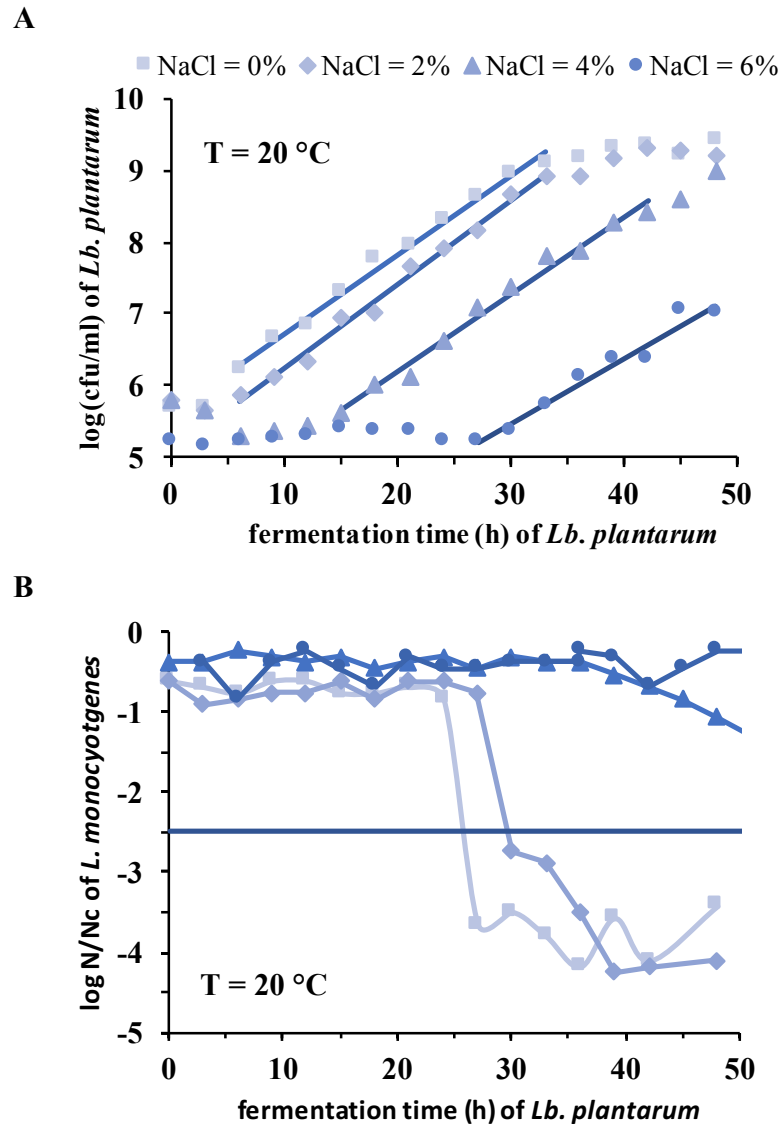 A
NaCl = 0% NaCl = 2% NaCl = 4% NaCl = 6%
10
9
8
7
6
5
T = 20 °C
log(cfu/ml) of Lb. plantarum
0 10 20 30 40 50
fermentation time (h) of Lb. plantarum
B
0
-1
-2
-3
-4
-5
log N/Nc of L. monocyotgenes
T = 20 °C
0 10 20 30 40 50
fermentation time (h) of Lb. plantarum